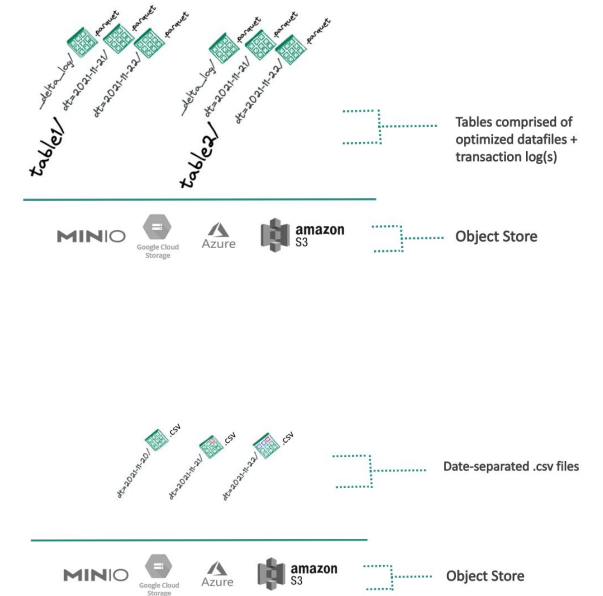 _delta_log/ .parquet
dt=2021-11-21/ .parquet
dt=2021-11-22/ .parquet
table1/
_delta_log/ .parquet
dt=2021-11-21/ .parquet
dt=2021-11-22/ .parquet
table2/
Tables comprised of
optimized datafiles +
transaction log(s)
MINIO
Google Cloud
Storage
Azure
amazon
S3
Object Store
dt=2021-11-20/ .csv
dt=2021-11-21/ .csv
dt=2021-11-22/ .csv
Date-separated .csv files
MINIO
Google Cloud
Storage
Azure
amazon
S3
Object Store